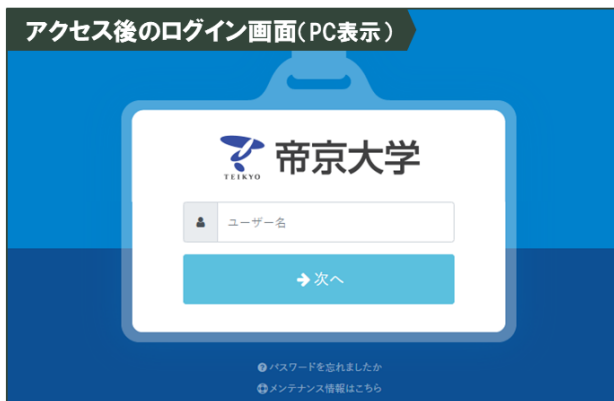 アクセス後のログイン画面(PC表示)
帝京大学
TEIKYO
ユーザー名
次へ
パスワードを忘れましたか
メンテナンス情報はこちら